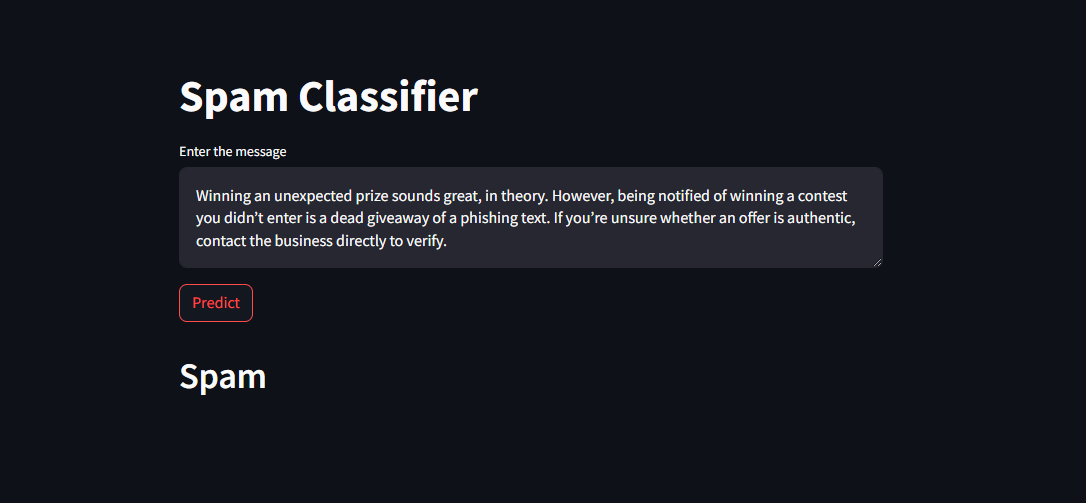 Spam Classifier
Enter the message
Winning an unexpected prize sounds great, in theory. However, being notified of winning a contest
you didn’t enter is a dead giveaway of a phishing text. If you’re unsure whether an offer is authentic,
contact the business directly to verify.
Predict
Spam